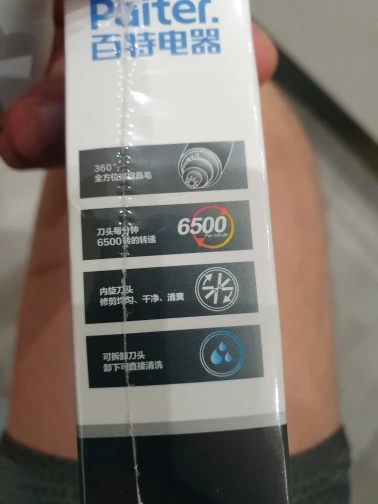 Paiter.
百特电器
360°
全方位 鼻毛
刀头每分钟
6500转的转速
6500
Per minute
内旋刀头
修剪均匀、干净、清爽
可拆卸刀头
卸下可直接清洗